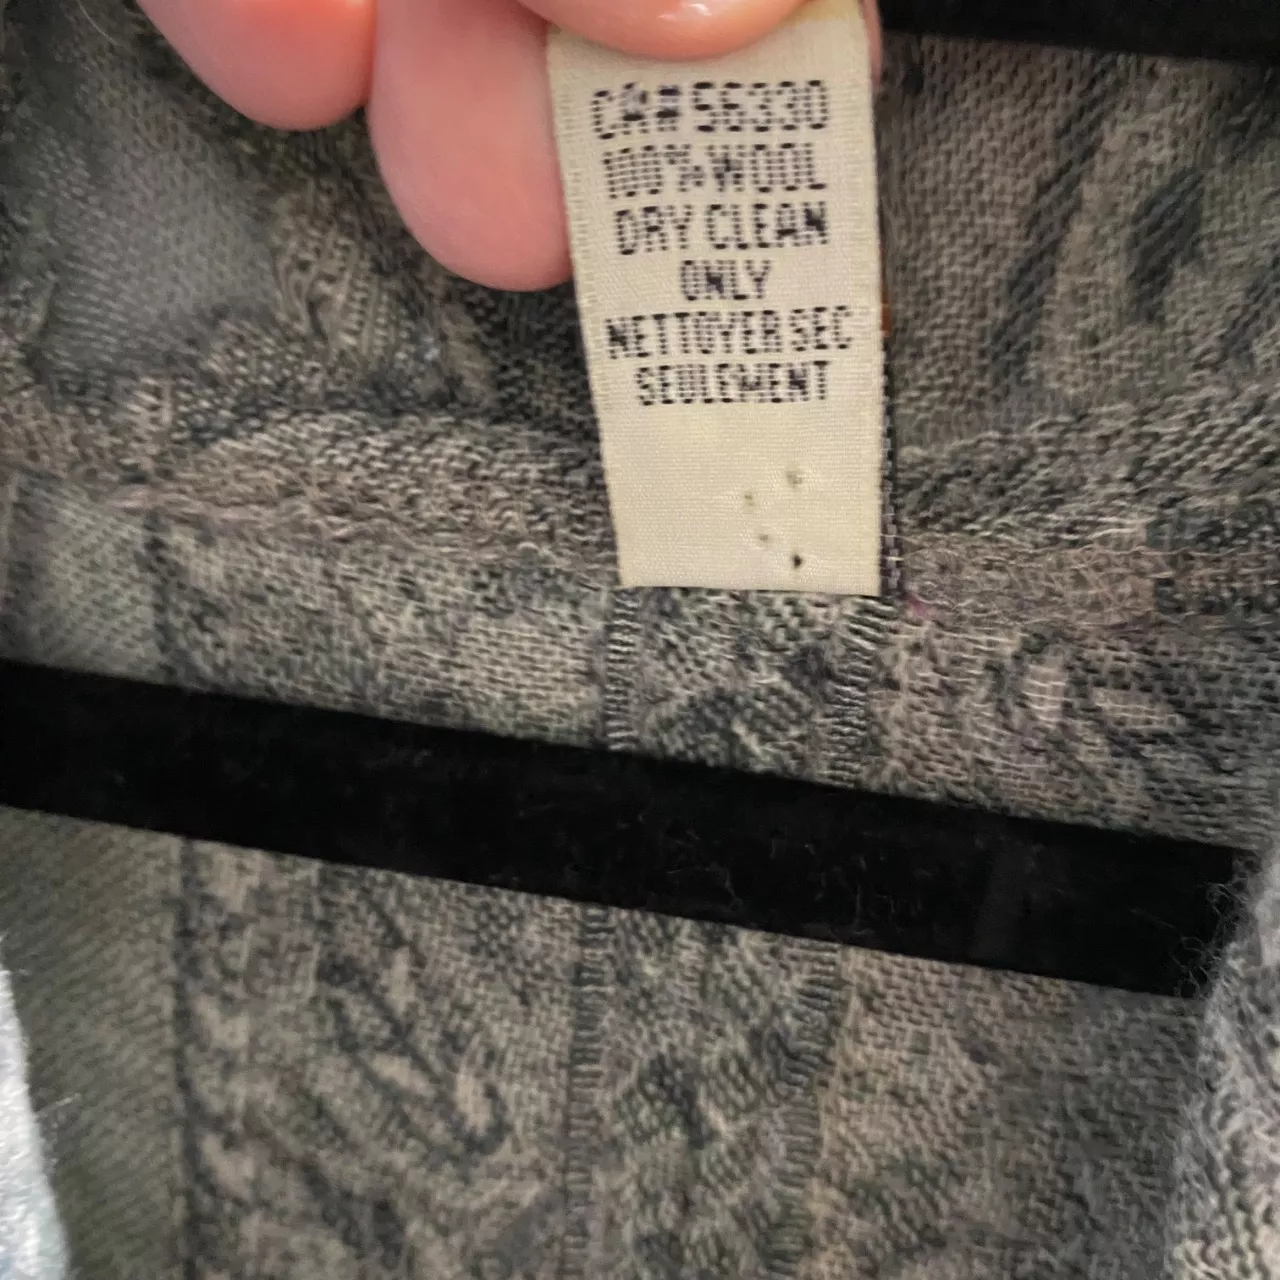 CA# 56330
100% WOOL
DRY CLEAN
ONLY
NETTOYER SEC
SEULEMENT